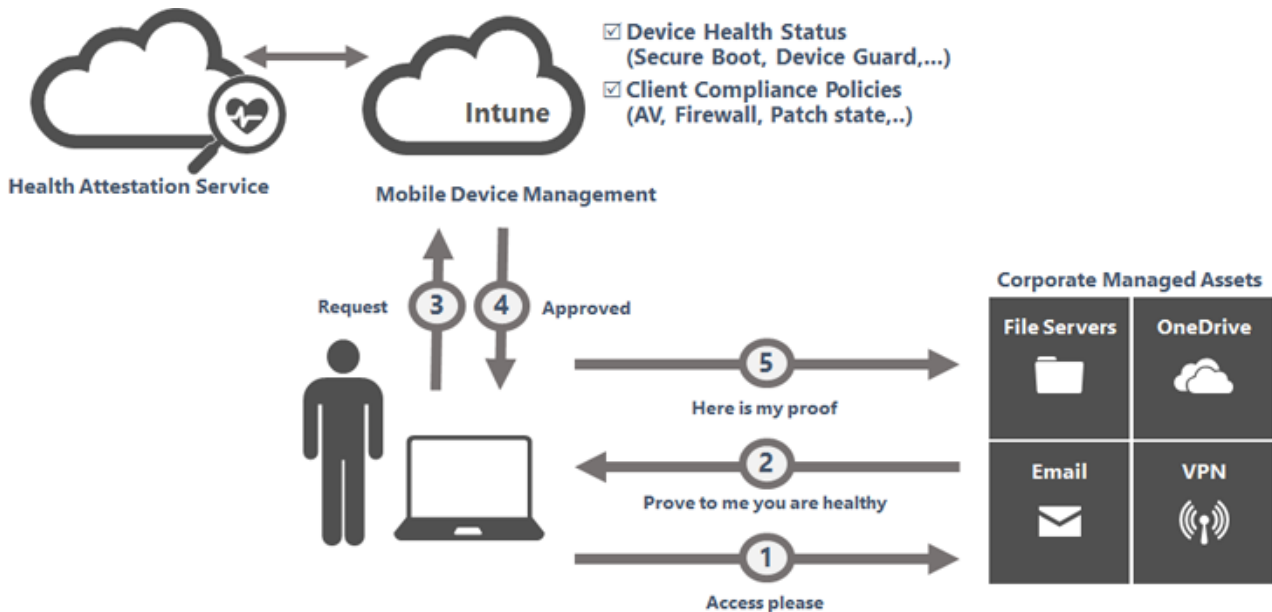 ☑ Device Health Status
(Secure Boot, Device Guard,...)
☑ Client Compliance Policies
(AV, Firewall, Patch state,..)
Intune
Health Attestation Service
Mobile Device Management
Request
3
4
Approved
Corporate Managed Assets
File Servers
OneDrive
Email
VPN
5
Here is my proof
2
Prove to me you are healthy
1
Access please